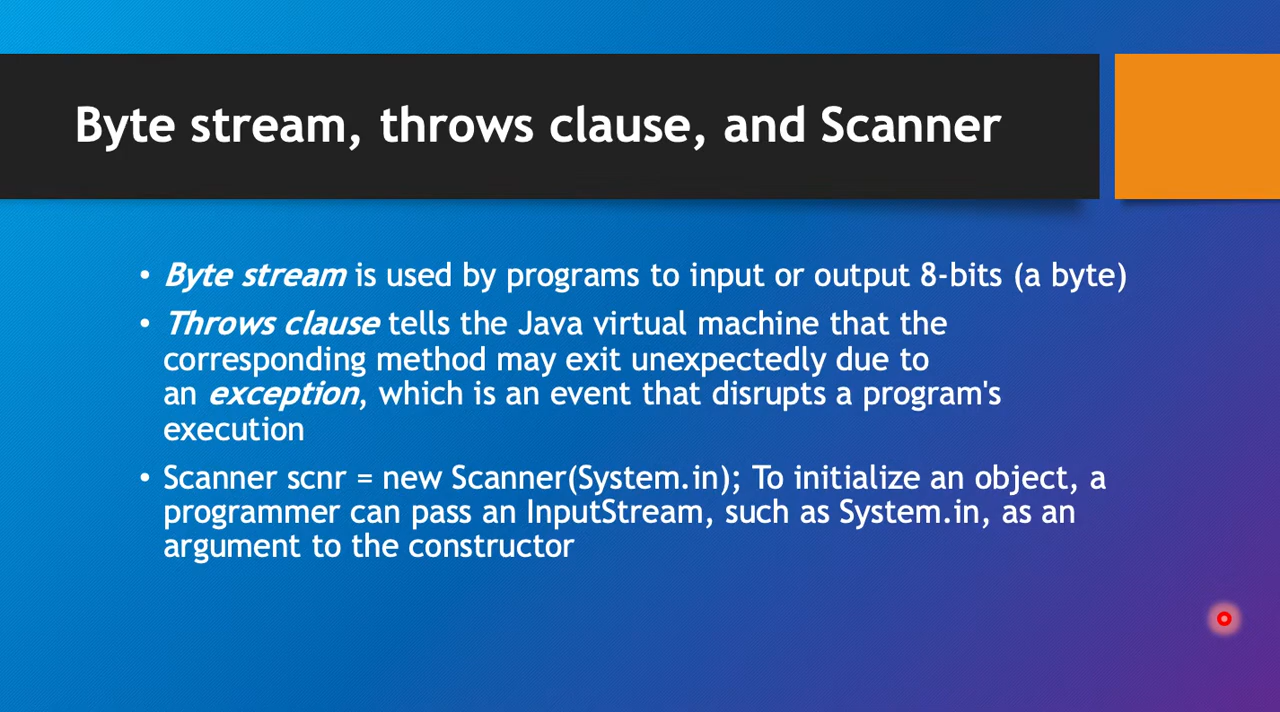 Byte stream, throws clause, and Scanner
• Byte stream is used by programs to input or output 8-bits (a byte)
• Throws clause tells the Java virtual machine that the
corresponding method may exit unexpectedly due to
an exception, which is an event that disrupts a program's
execution
• Scanner scnr = new Scanner(System.in); To initialize an object, a
programmer can pass an InputStream, such as System.in, as an
argument to the constructor